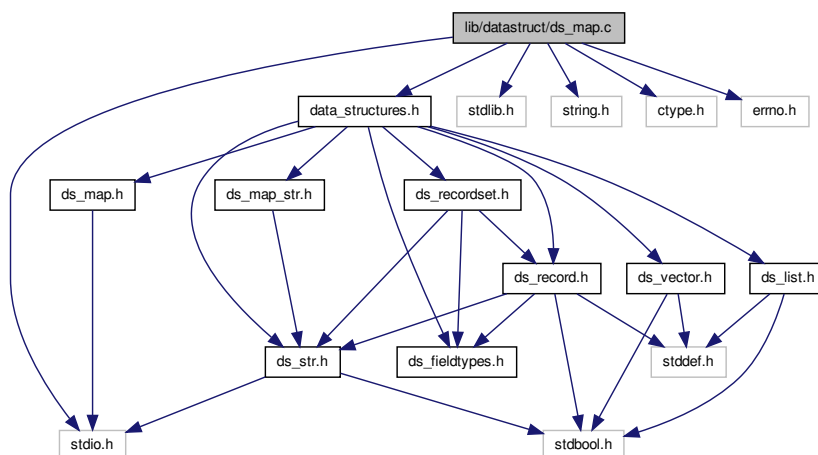 lib/datastruct/ds_map.c
data_structures.h
stdlib.h
string.h
ctype.h
errno.h
ds_map.h
ds_map_str.h
ds_recordset.h
ds_record.h
ds_vector.h
ds_list.h
ds_str.h
ds_fieldtypes.h
stddef.h
stdio.h
stdbool.h